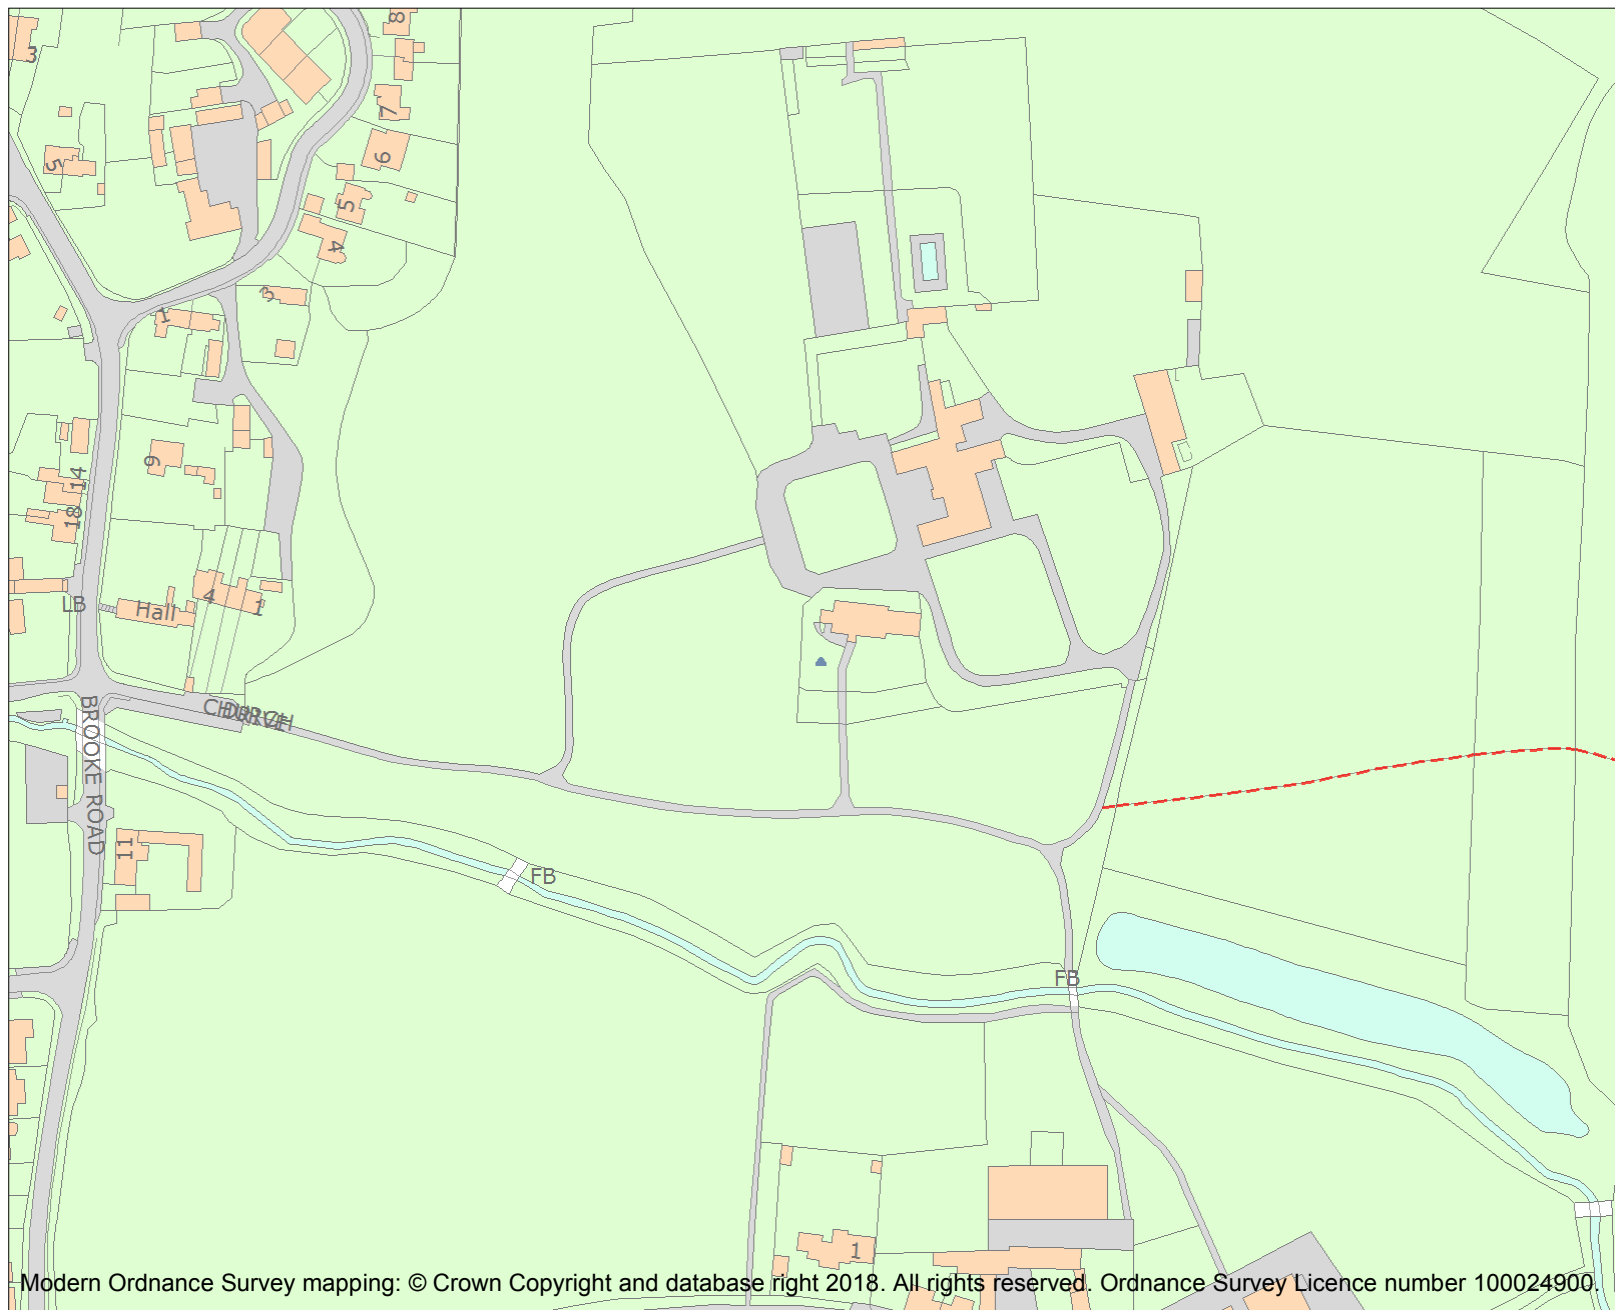 8
3
7
6
5
5
4
3
1
9
14
18
LB
Hall
4
1
CHURCH
DRIVE
BROOKE ROAD
11
FB
FB
1
Modern Ordnance Survey mapping: © Crown Copyright and database right 2018. All rights reserved. Ordnance Survey Licence number 100024900.